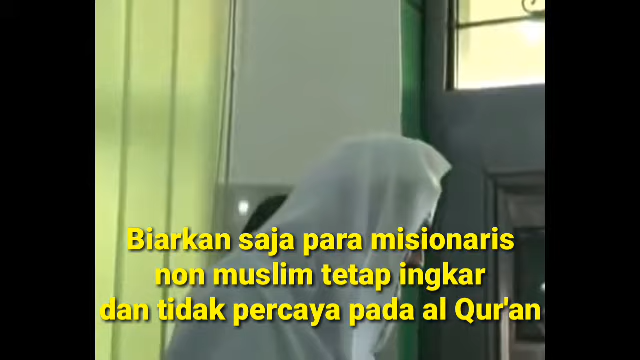 Biarkan saja para misionaris
non muslim tetap ingkar
dan tidak percaya pada al Qur'an